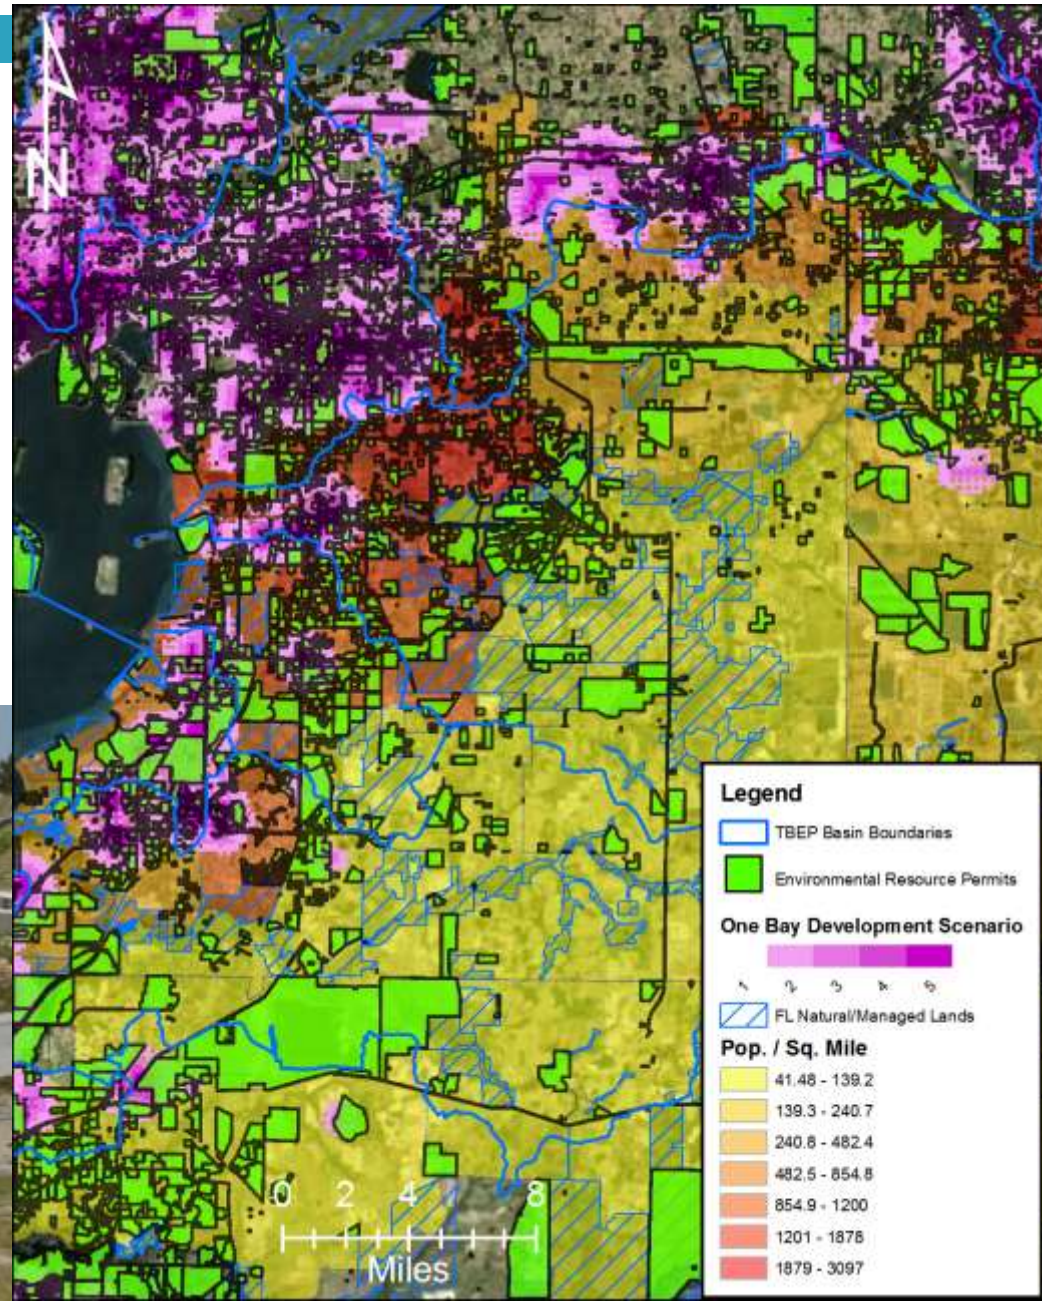 N
Legend
TBEP Basin Boundaries
Environmental Resource Permits
One Bay Development Scenario
1 2 3 4 5
FL Natural/Managed Lands
Pop. / Sq. Mile
41.48 - 139.2
139.3 - 240.7
240.8 - 482.4
482.5 - 854.8
854.9 - 1200
1201 - 1878
1879 - 3097
0 2 4 8
Miles